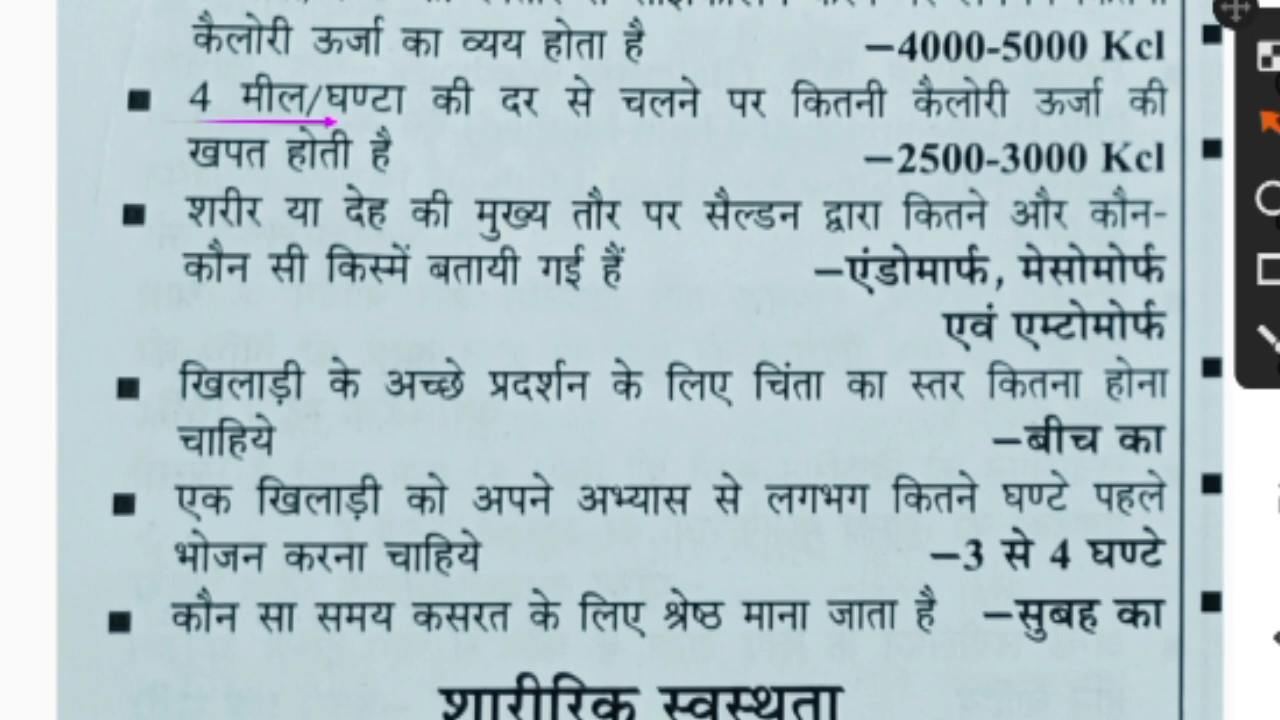 कैलोरी ऊर्जा का व्यय होता है –4000-5000 Kcl
■ 4 मील/घण्टा की दर से चलने पर कितनी कैलोरी ऊर्जा की
खपत होती है –2500-3000 Kcl
■ शरीर या देह की मुख्य तौर पर सैल्डन द्वारा कितने और कौन-
कौन सी किस्में बतायी गई हैं –एंडोमार्फ, मेसोमोर्फ
एवं एम्टोमोर्फ
■ खिलाड़ी के अच्छे प्रदर्शन के लिए चिंता का स्तर कितना होना
चाहिये –बीच का
■ एक खिलाड़ी को अपने अभ्यास से लगभग कितने घण्टे पहले
भोजन करना चाहिये –3 से 4 घण्टे
■ कौन सा समय कसरत के लिए श्रेष्ठ माना जाता है –सुबह का
शारीरिक स्वस्थता